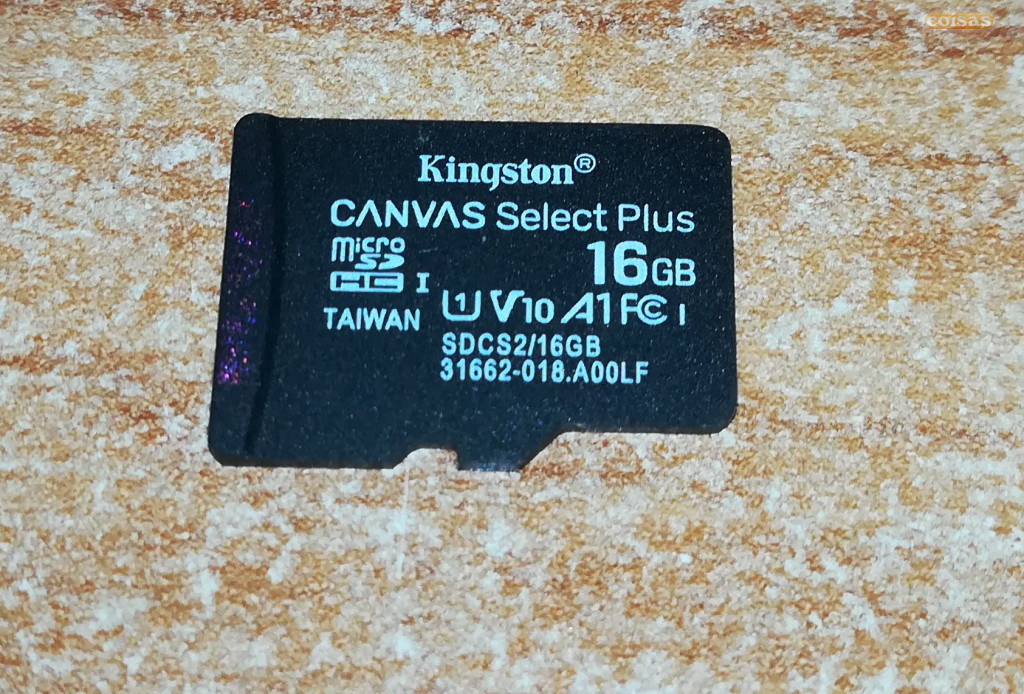 coisas
Kingston®
CANVAS Select Plus
micro SD HC I
16GB
TAIWAN
U1 V10 A1 FC I
SDCS2/16GB
31662-018.A00LF